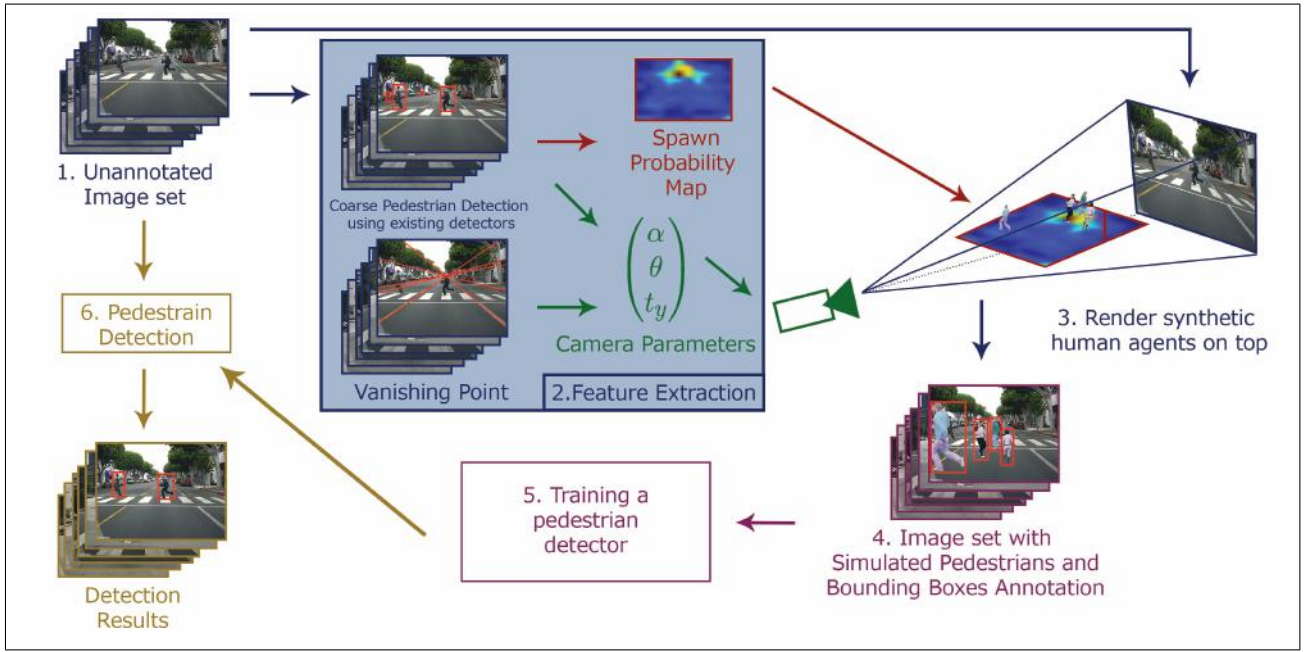 1. Unannotated
Image set
Coarse Pedestrian Detection
using existing detectors
Vanishing Point
Spawn
Probability
Map
α
θ
t_y
Camera Parameters
2.Feature Extraction
3. Render synthetic
human agents on top
4. Image set with
Simulated Pedestrians and
Bounding Boxes Annotation
5. Training a
pedestrian
detector
6. Pedestrain
Detection
Detection
Results